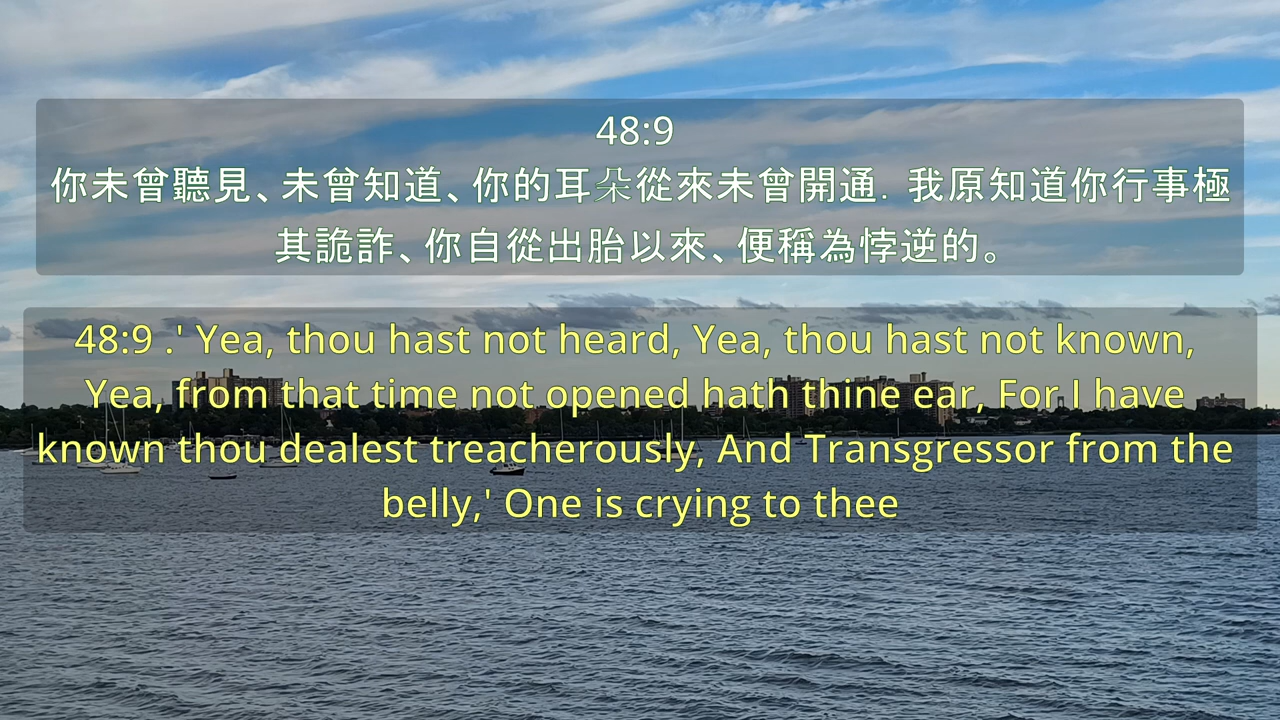 48:9
你未曾聽見、未曾知道、你的耳朵從來未曾開通. 我原知道你行事極
其詭詐、你自從出胎以來、便稱為悖逆的。
48:9 .' Yea, thou hast not heard, Yea, thou hast not known,
Yea, from that time not opened hath thine ear, For I have
known thou dealest treacherously, And Transgressor from the
belly,' One is crying to thee